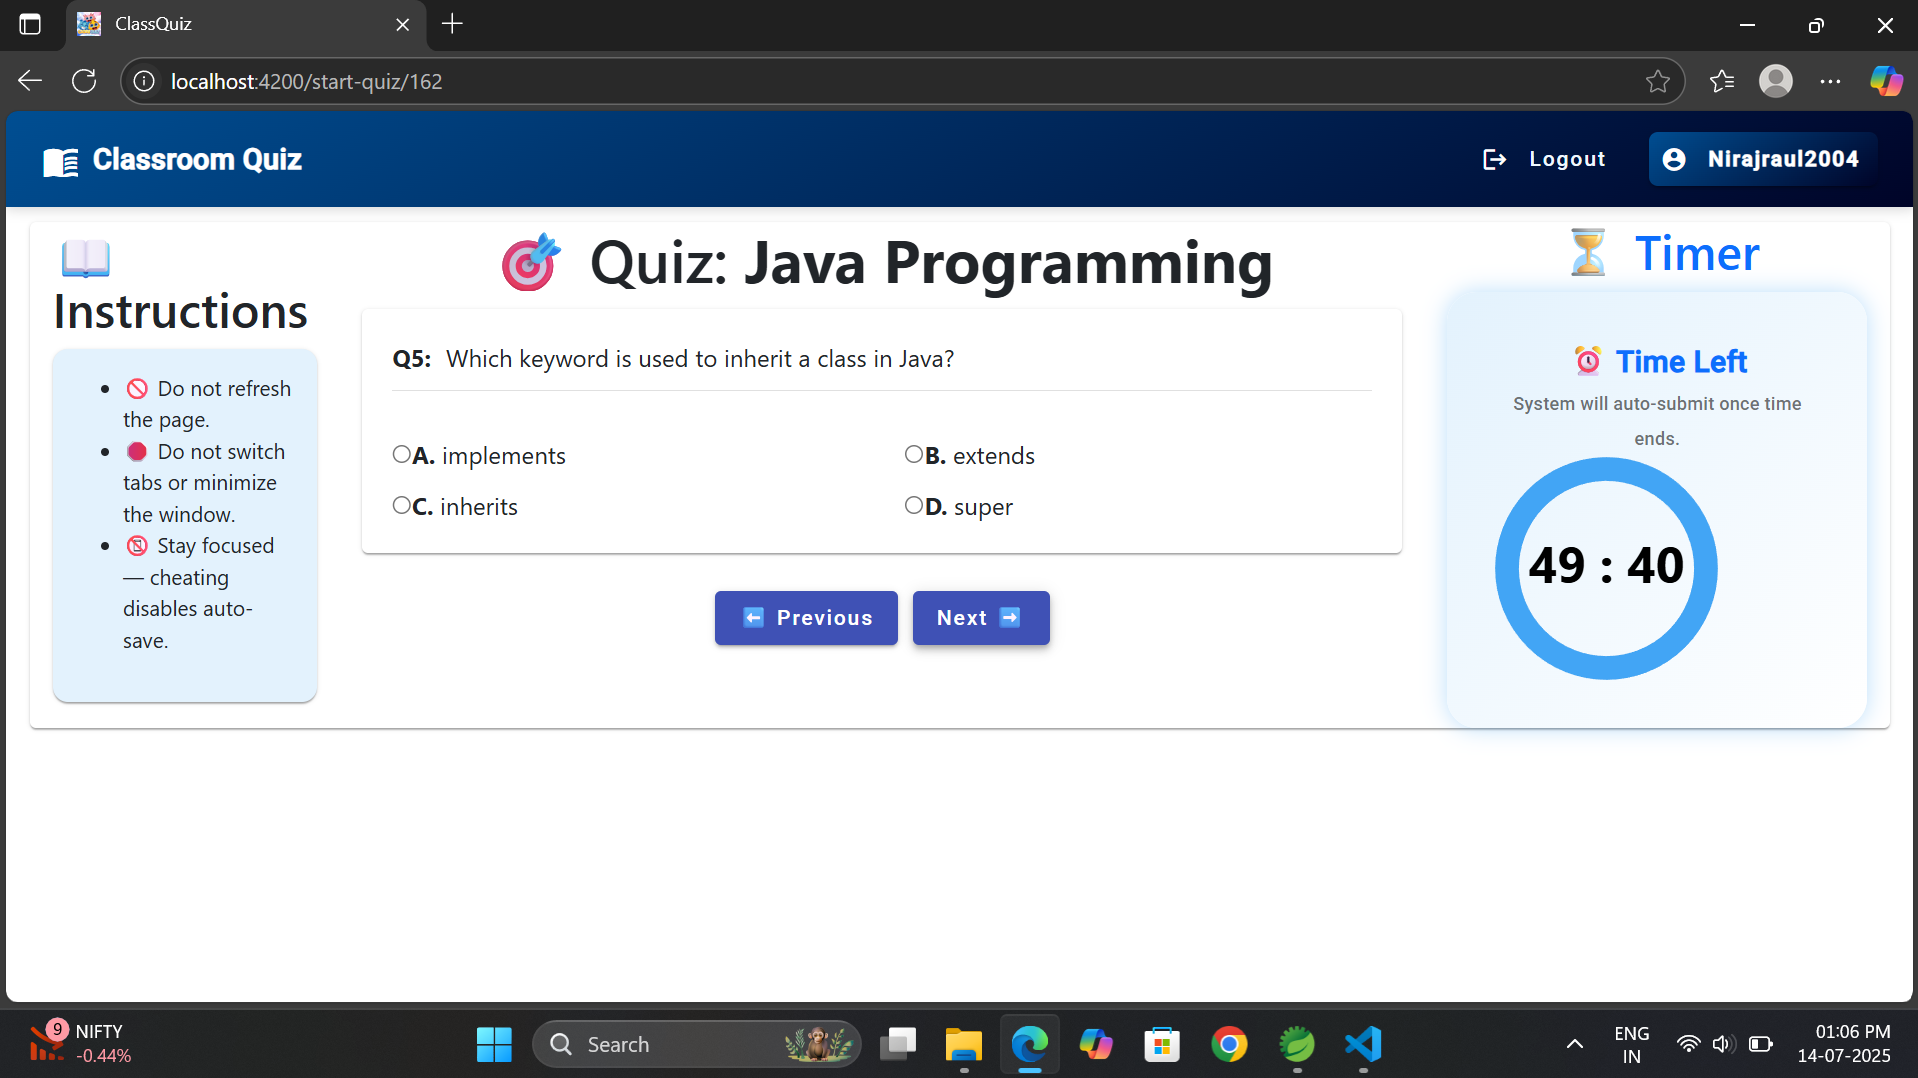 ClassQuiz
localhost:4200/start-quiz/162
Classroom Quiz
Logout
Nirajraul2004
Instructions
Do not refresh
the page.
Do not switch
tabs or minimize
the window.
Stay focused
— cheating
disables auto-
save.
Quiz: Java Programming
Q5: Which keyword is used to inherit a class in Java?
A. implements
B. extends
C. inherits
D. super
Previous
Next
Timer
Time Left
System will auto-submit once time
ends.
49 : 40
9
NIFTY
-0.44%
Search
ENG
IN
01:06 PM
14-07-2025